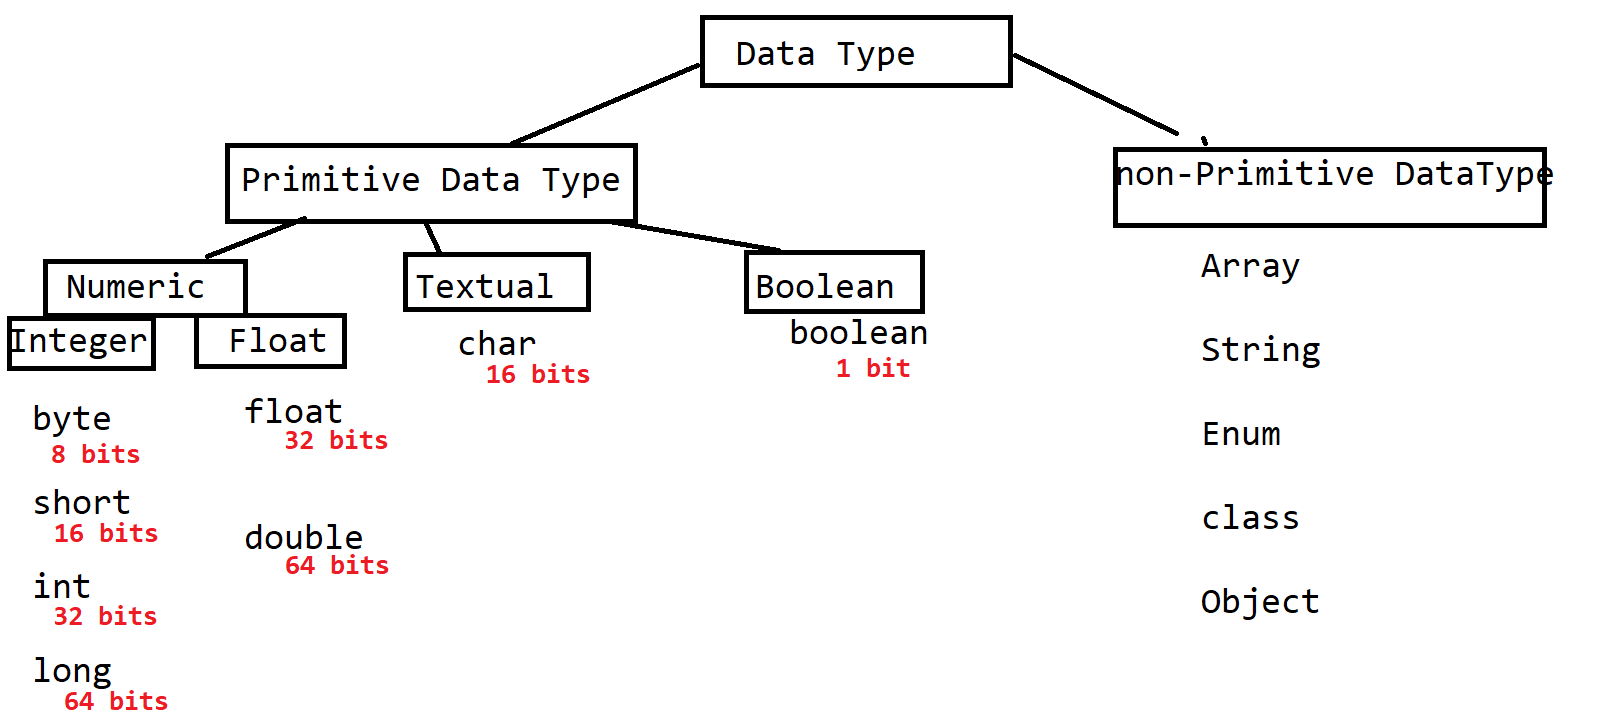 Data Type
Primitive Data Type
non-Primitive DataType
Numeric
Textual
Boolean
Integer
Float
char
16 bits
boolean
1 bit
byte
8 bits
short
16 bits
int
32 bits
long
64 bits
float
32 bits
double
64 bits
Array
String
Enum
class
Object